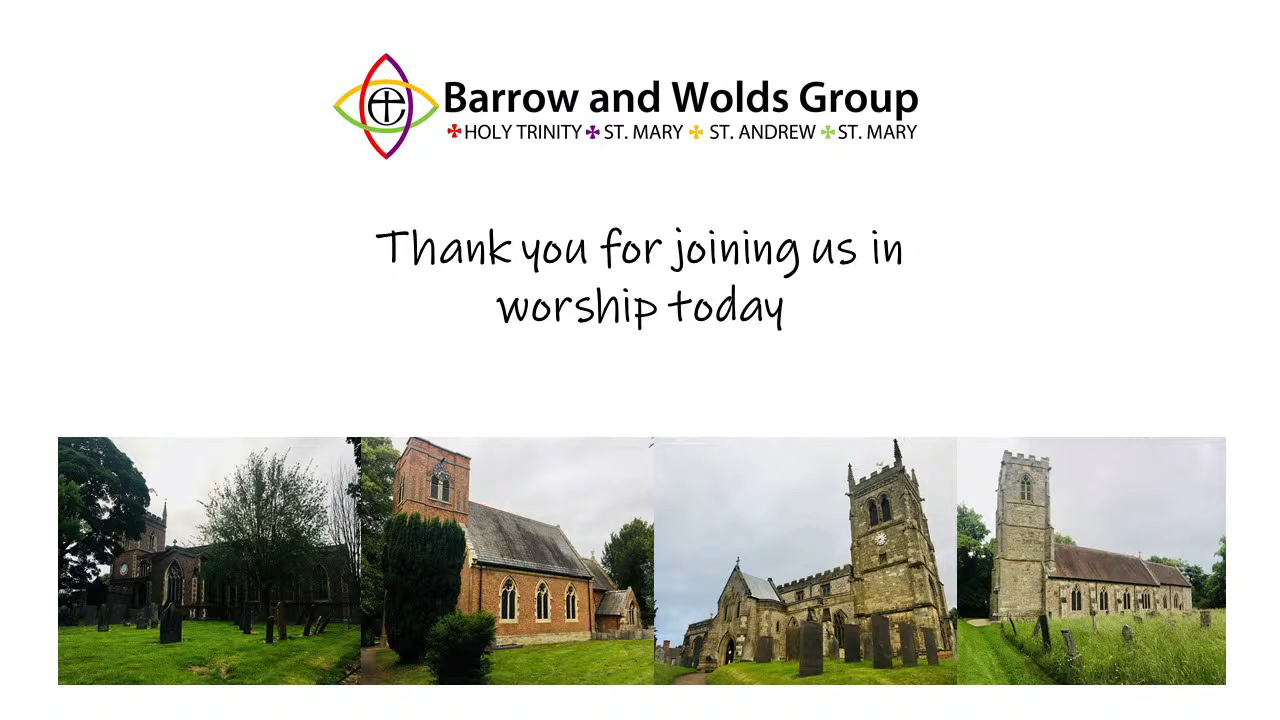 Barrow and Wolds Group
HOLY TRINITY ST. MARY ST. ANDREW ST. MARY
Thank you for joining us in
worship today